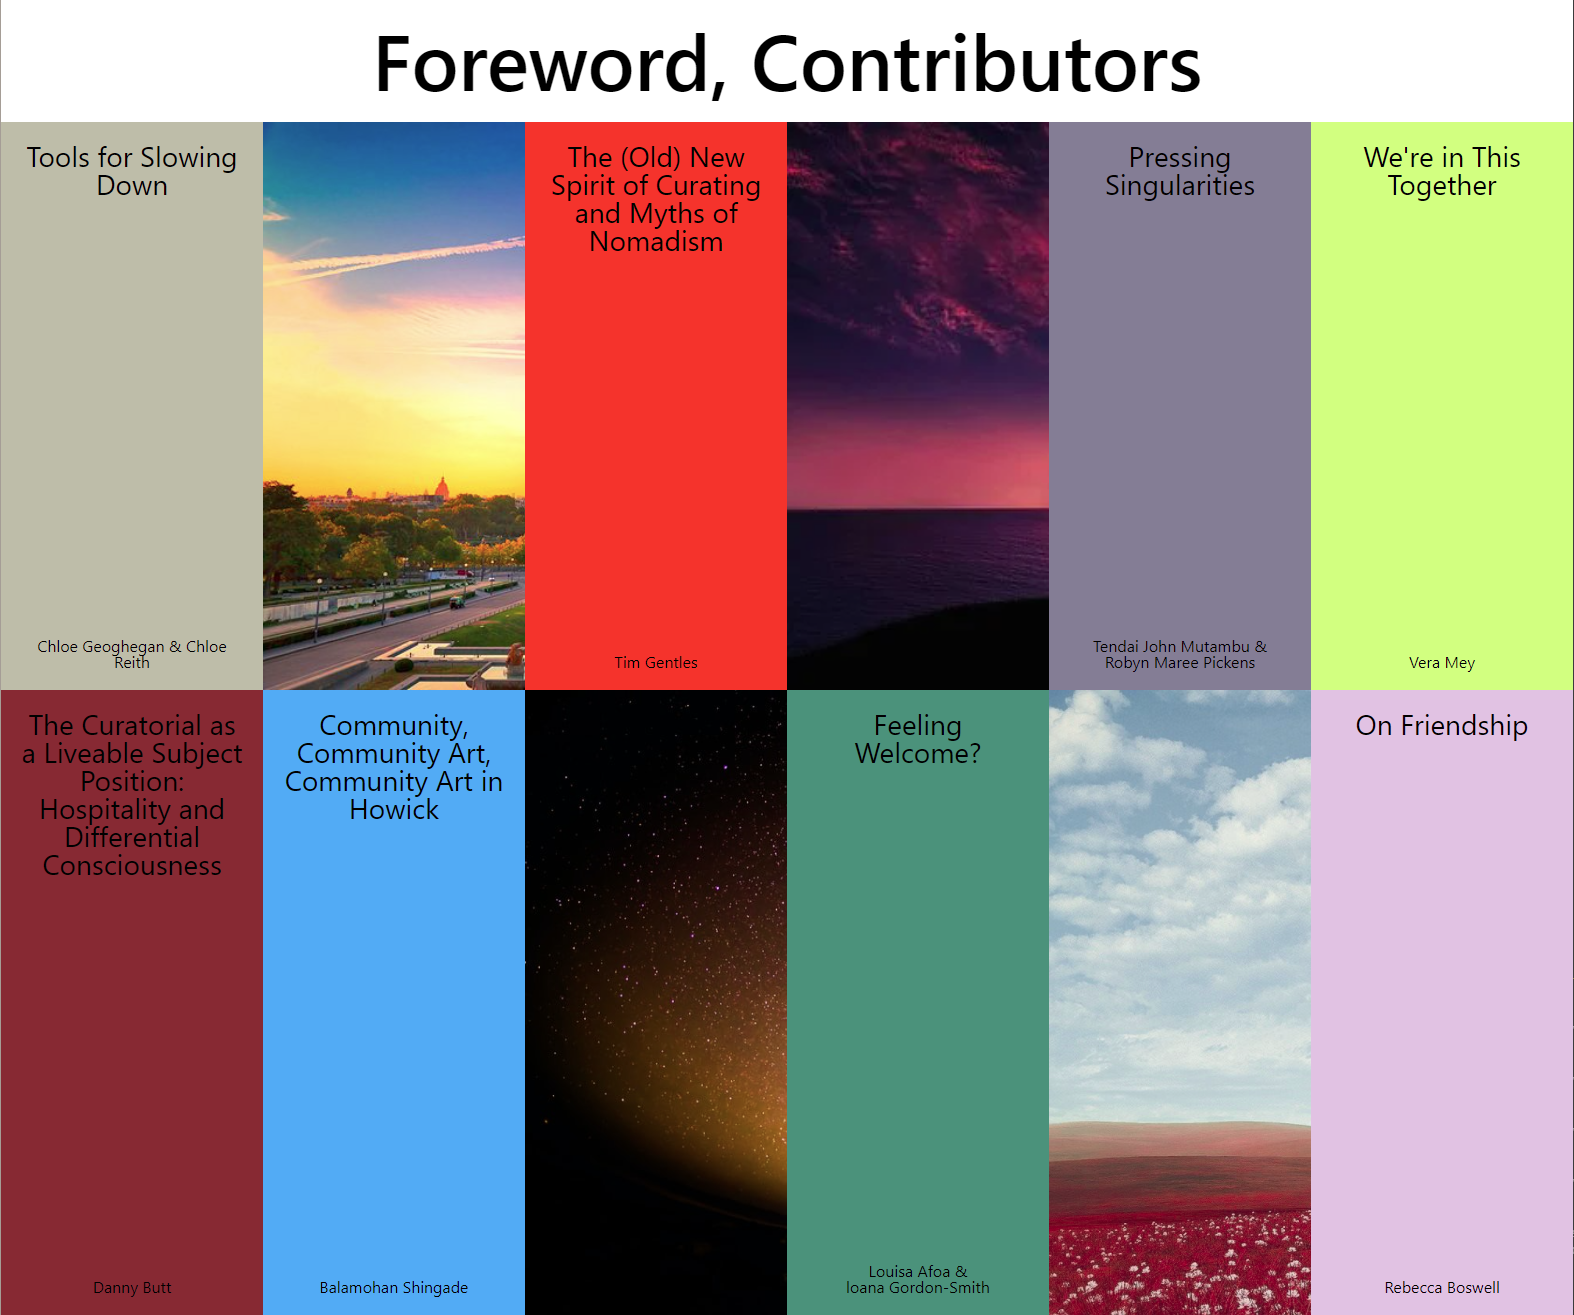 Foreword, Contributors
Tools for Slowing
Down
Chloe Geoghegan & Chloe
Reith
The (Old) New
Spirit of Curating
and Myths of
Nomadism
Tim Gentles
Pressing
Singularities
Tendai John Mutambu &
Robyn Maree Pickens
We're in This
Together
Vera Mey
The Curatorial as
a Liveable Subject
Position:
Hospitality and
Differential
Consciousness
Danny Butt
Community,
Community Art,
Community Art in
Howick
Balamohan Shingade
Feeling
Welcome?
Louisa Afoa &
Ioana Gordon-Smith
On Friendship
Rebecca Boswell